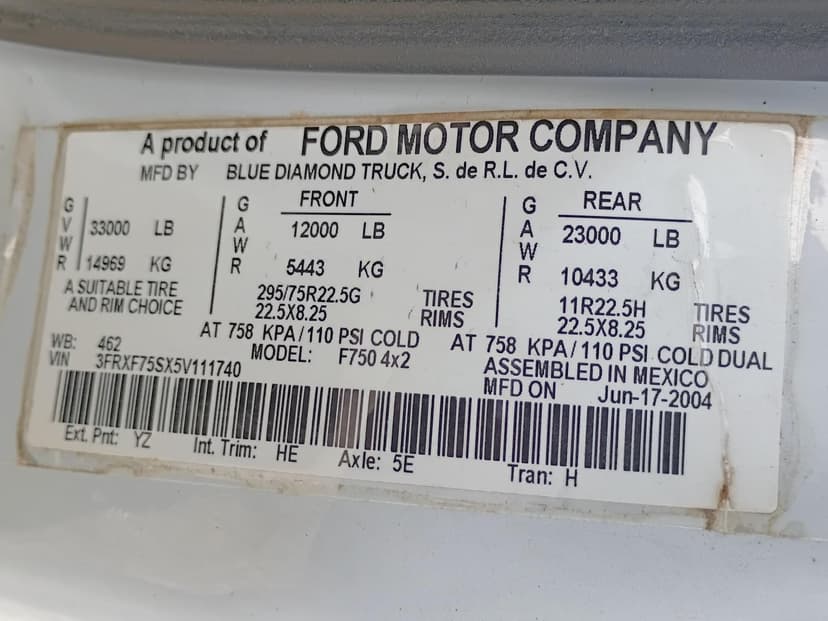 A product of FORD MOTOR COMPANY
MFD BY BLUE DIAMOND TRUCK, S. de R.L. de C.V.
GVWR 33000 LB
14969 KG
A SUITABLE TIRE
AND RIM CHOICE
GAWR FRONT
12000 LB
5443 KG
295/75R22.5G TIRES
22.5X8.25 RIMS
AT 758 KPA/110 PSI COLD
GAWR REAR
23000 LB
10433 KG
11R22.5H TIRES
22.5X8.25 RIMS
AT 758 KPA/110 PSI COLD DUAL
WB: 462
VIN 3FRXF75SX5V111740
MODEL: F750 4x2
ASSEMBLED IN MEXICO
MFD ON Jun-17-2004
Ext. Pnt: YZ Int. Trim: HE Axle: 5E Tran: H